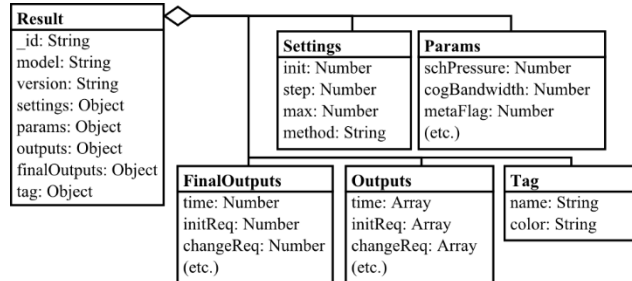 Result
_id: String
model: String
version: String
settings: Object
params: Object
outputs: Object
finalOutputs: Object
tag: Object
Settings
init: Number
step: Number
max: Number
method: String
Params
schPressure: Number
cogBandwidth: Number
metaFlag: Number
(etc.)
FinalOutputs
time: Number
initReq: Number
changeReq: Number
(etc.)
Outputs
time: Array
initReq: Array
changeReq: Array
(etc.)
Tag
name: String
color: String